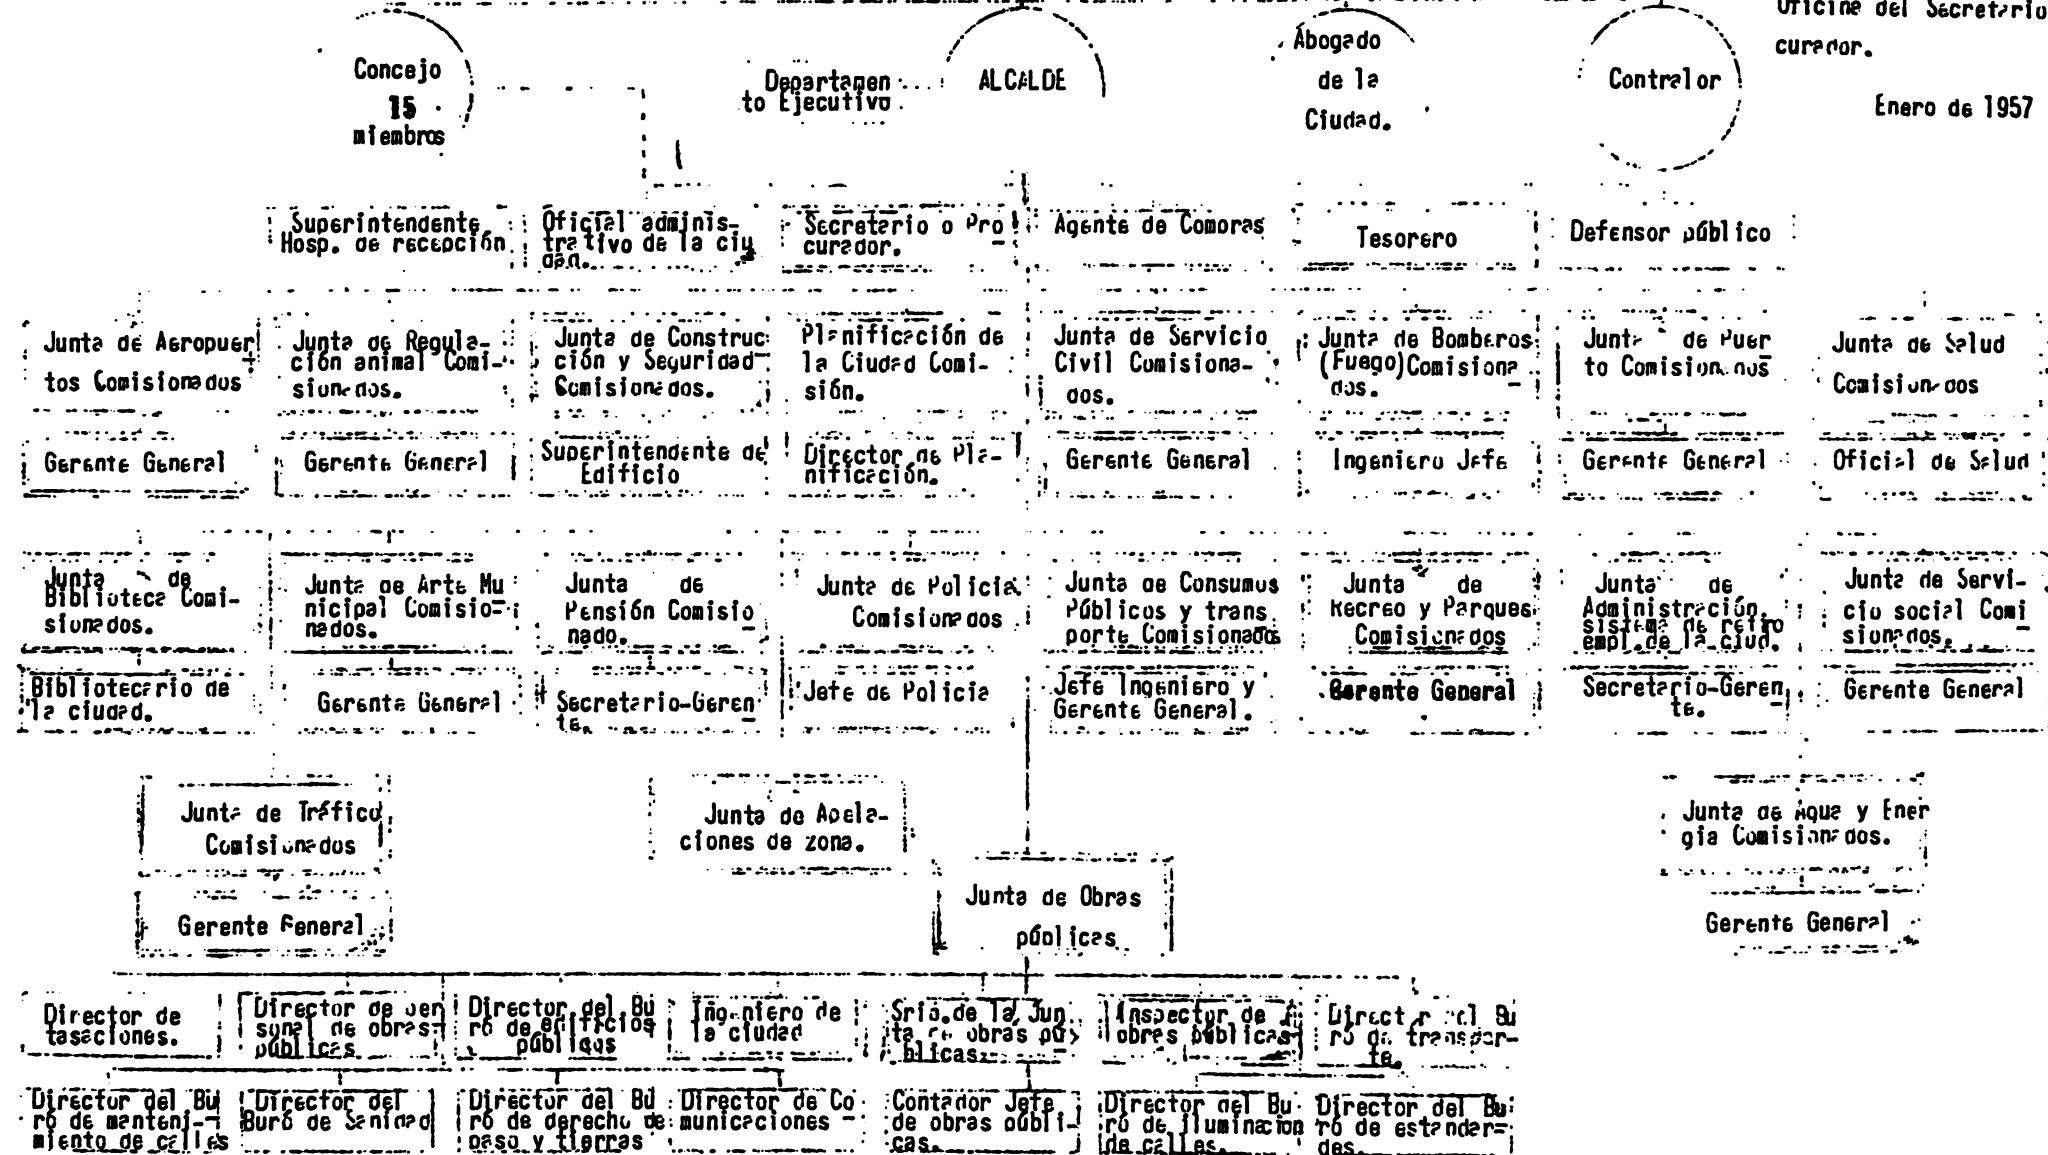 Oficina del Secretario
curador.
Enero de 1957
Concejo
15
miembros
Departamen
to Ejecutivo
ALCALDE
Abogado
de la
Ciudad.
Contralor
Superintendente
Hosp. de recepción
Oficial adminis-
trativo de la ciu
dad.
Secretario o Pro
curador.
Agente de Compras
Tesorero
Defensor público
Junta de Aeropuer
tos Comisionados
Junta de Regula-
ción animal Comi-
sionados.
Junta de Construc
ción y Seguridad
Comisionados.
Planificación de
la Ciudad Comi-
sión.
Junta de Servicio
Civil Comisiona-
dos.
Junta de Bomberos
(Fuego)Comisiona
dos.
Junta de Puer
to Comisionados
Junta de Salud
Comisionados
Gerente General
Gerente General
Superintendente de
Edificio
Director de Pla-
nificación.
Gerente General
Ingeniero Jefe
Gerente General
Oficial de Salud
Junta de
Biblioteca Comi-
sionados.
Junta de Arte Mu
nicipal Comisio-
nados.
Junta de
Pensión Comisio
nado.
Junta de Policia
Comisionados
Junta de Consumos
Públicos y trans
porte Comisionados
Junta de
Recreo y Parques
Comisionados
Junta de
Administración
sistema de retiro
empl.de la ciud.
Junta de Servi-
cio social Comi
sionados.
Bibliotecario de
la ciudad.
Gerente General
Secretario-Geren
te.
Jefe de Policia
Jefe Ingeniero y
Gerente General.
Gerente General
Secretario-Geren
te.
Gerente General
Junta de Tráfico
Comisionados
Junta de Apela-
ciones de zona.
Junta de Agua y Ener
gia Comisionados.
Gerente General
Junta de Obras
públicas
Gerente General
Director de
tasaciones.
Director de per
sonal de obras
públicas
Director del Bu
ró de edificios
públicos
Ingeniero de
la ciudad
Srio.de la Jun
ta de obras pú
blicas.
Inspector de
obras públicas
Director del Bu
ró de transpor-
te.
Director del Bu
ró de manteni-
miento de calles
Director del
Buró de Sanidad
Director del Bu
ró de derecho de
paso y tierras
Director de Co
municaciones
Contador Jefe
de obras públi-
cas.
Director del Bu
ró de iluminacion
de calles.
Director del Bu
ró de estandar-
des.